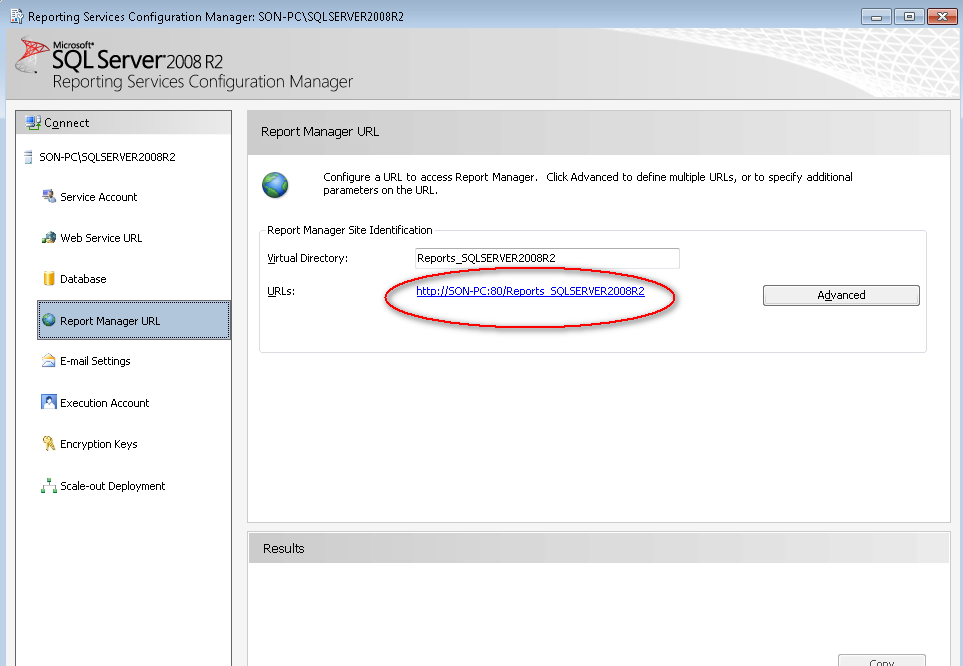 Reporting Services Configuration Manager: SON-PC\SQLSERVER2008R2
Microsoft®
SQL Server 2008 R2
Reporting Services Configuration Manager
Connect
SON-PC\SQLSERVER2008R2
Service Account
Web Service URL
Database
Report Manager URL
E-mail Settings
Execution Account
Encryption Keys
Scale-out Deployment
Report Manager URL
Configure a URL to access Report Manager. Click Advanced to define multiple URLs, or to specify additional
parameters on the URL.
Report Manager Site Identification
Virtual Directory: Reports_SQLSERVER2008R2
URLs: http://SON-PC:80/Reports_SQLSERVER2008R2
Advanced
Results
Copy